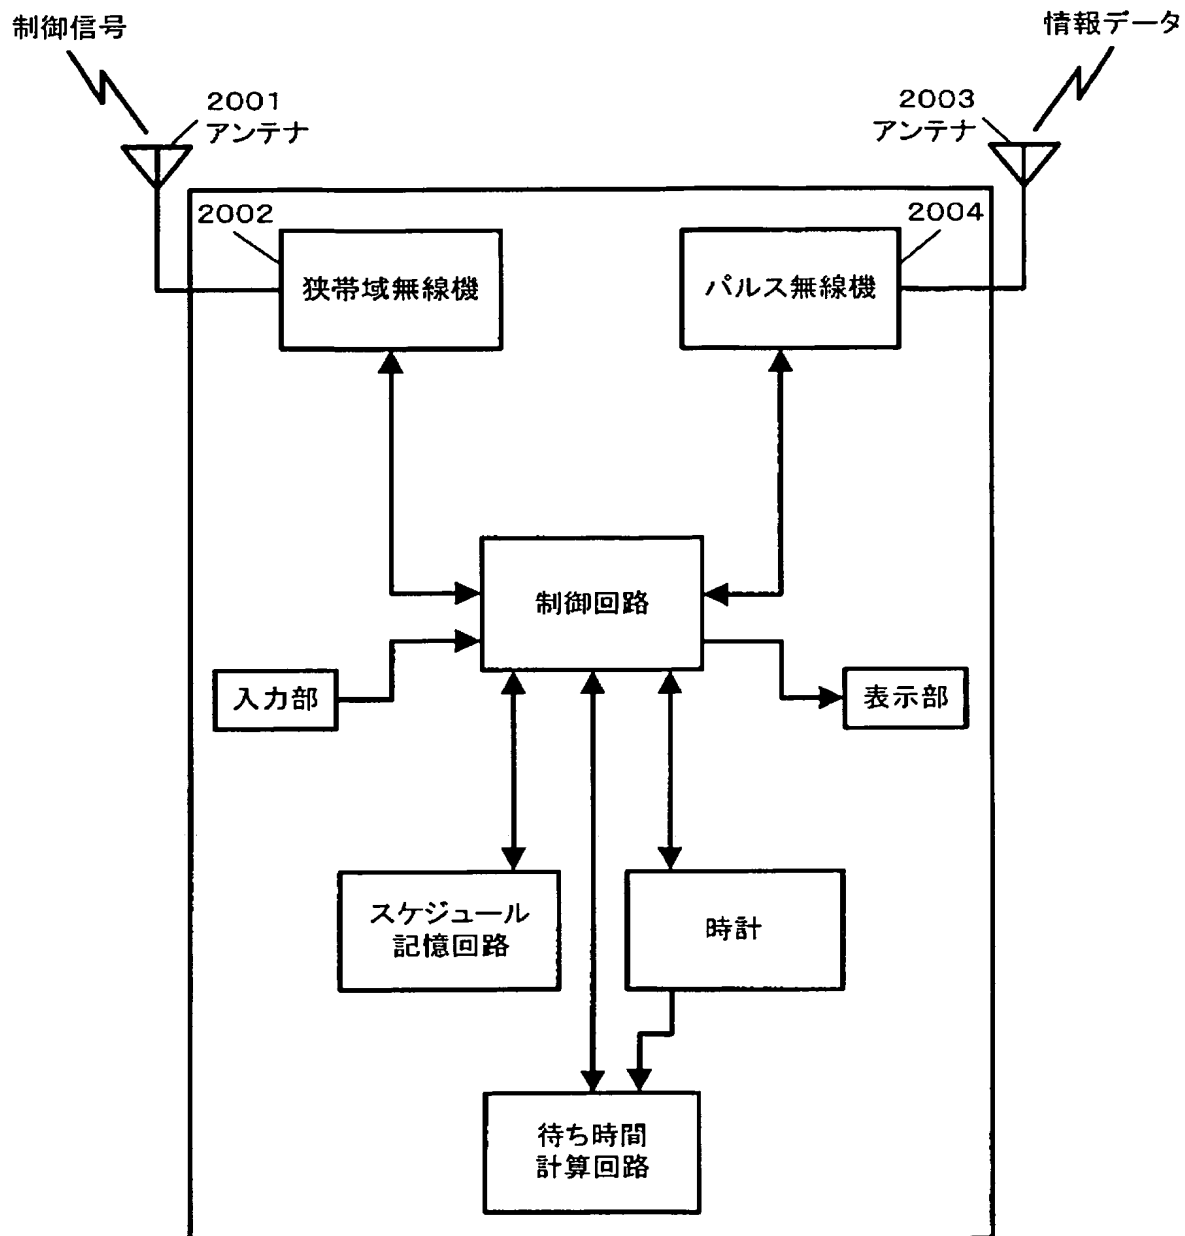 制御信号
情報データ
2001
アンテナ
2003
アンテナ
2002
2004
狭帯域無線機
パルス無線機
制御回路
入力部
表示部
スケジュール
記憶回路
時計
待ち時間
計算回路